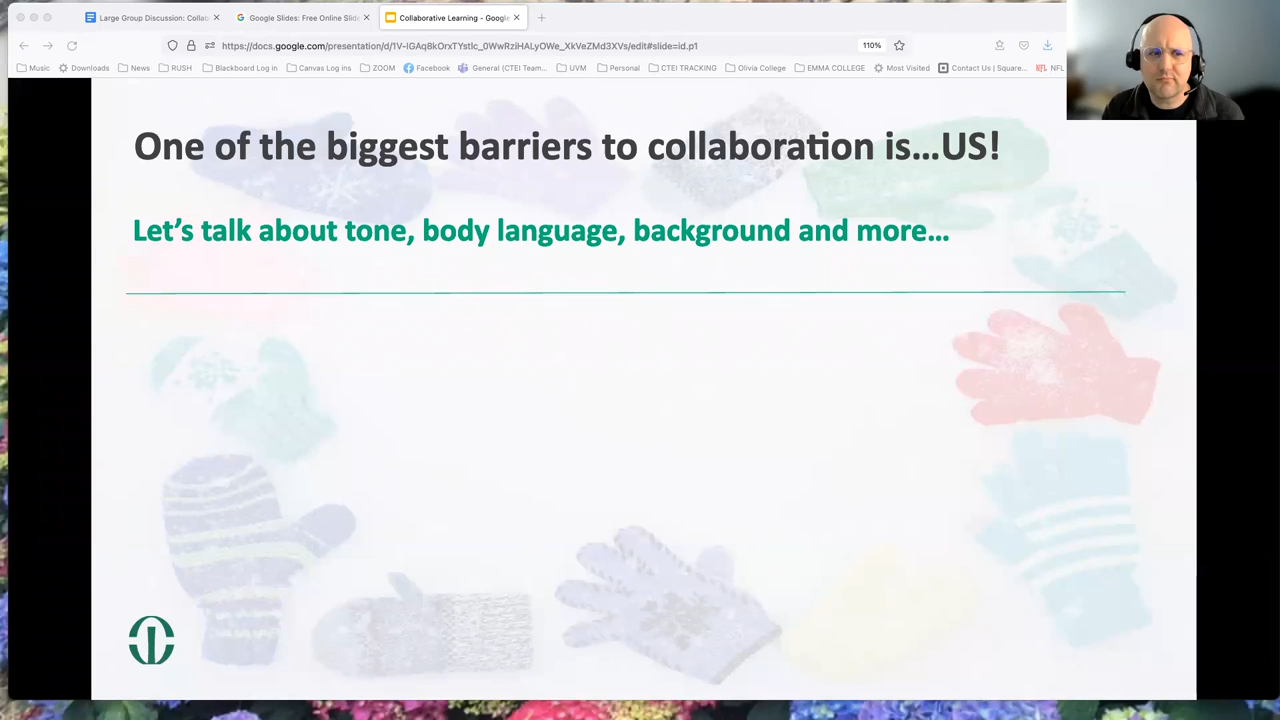 Large Group Discussion: Collab
Google Slides: Free Online Slide
Collaborative Learning - Google
https://docs.google.com/presentation/d/1V-IGAq8kOrxTYstIc_0WwRziHALyOWe_XkVeZMd3XVs/edit#slide=id.p1
110%
Music
Downloads
News
RUSH
Blackboard Log in
Canvas Log ins
ZOOM
Facebook
General (CTEI Team...
UVM
Personal
CTEI TRACKING
Olivia College
EMMA COLLEGE
Most Visited
Contact Us | Square...
NFL
One of the biggest barriers to collaboration is...US!
Let's talk about tone, body language, background and more...